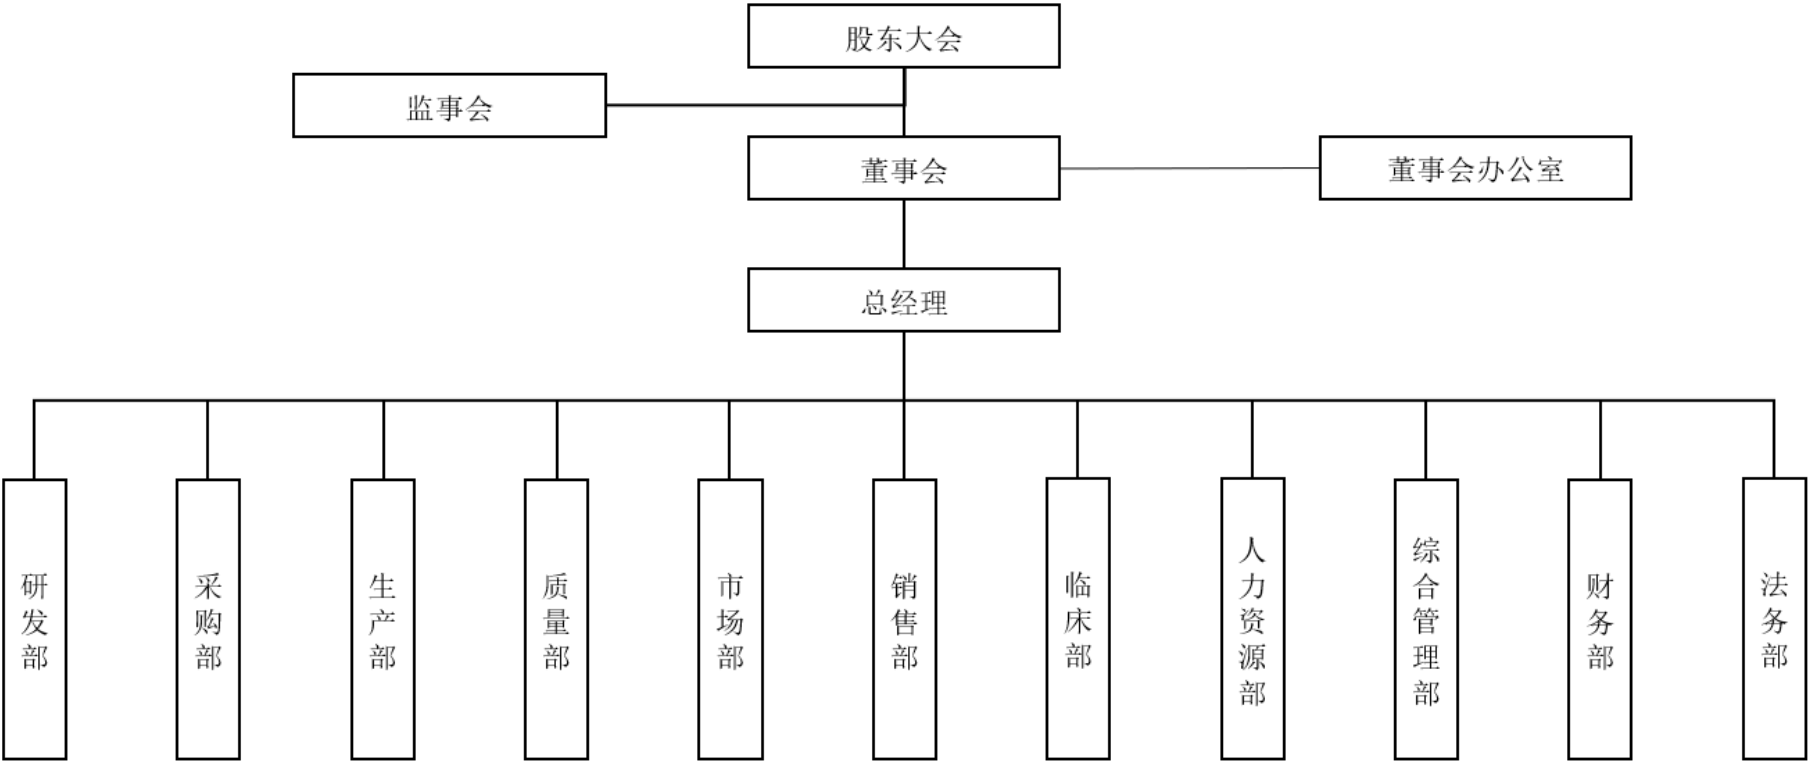 股东大会
监事会
董事会
董事会办公室
总经理
研发部
采购部
生产部
质量部
市场部
销售部
临床部
人力资源部
综合管理部
财务部
法务部